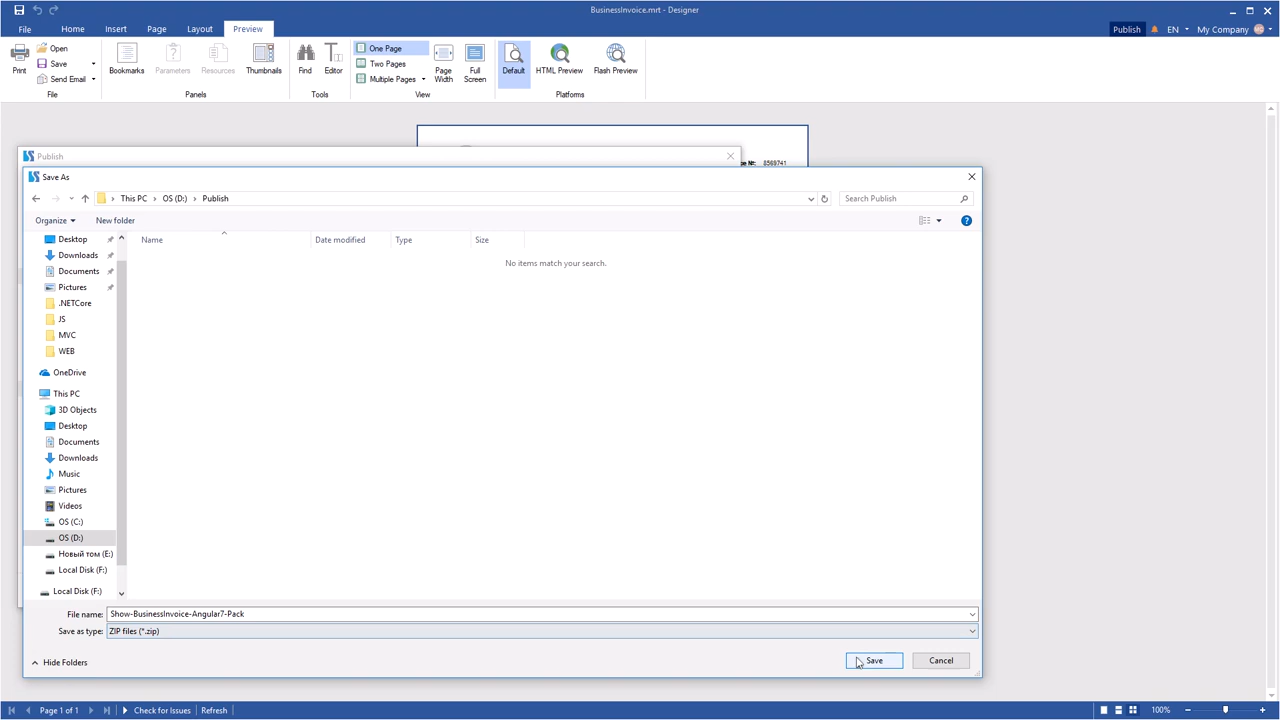 BusinessInvoice.mrt - Designer
File
Home
Insert
Page
Layout
Preview
Publish
EN
My Company
Print
Open
Save
Send Email
File
Bookmarks
Parameters
Resources
Thumbnails
Panels
Find
Editor
Tools
One Page
Two Pages
Multiple Pages
Page Width
Full Screen
View
Default
HTML Preview
Flash Preview
Platforms
Publish
8569741
Save As
This PC
OS (D:)
Publish
Search Publish
Organize
New folder
Name
Date modified
Type
Size
No items match your search.
Desktop
Downloads
Documents
Pictures
.NETCore
JS
MVC
WEB
OneDrive
This PC
3D Objects
Desktop
Documents
Downloads
Music
Pictures
Videos
OS (C:)
OS (D:)
Новый том (E:)
Local Disk (F:)
Local Disk (F:)
File name: Show-BusinessInvoice-Angular7-Pack
Save as type: ZIP files (*.zip)
Hide Folders
Save
Cancel
Page 1 of 1
Check for Issues
Refresh
100%